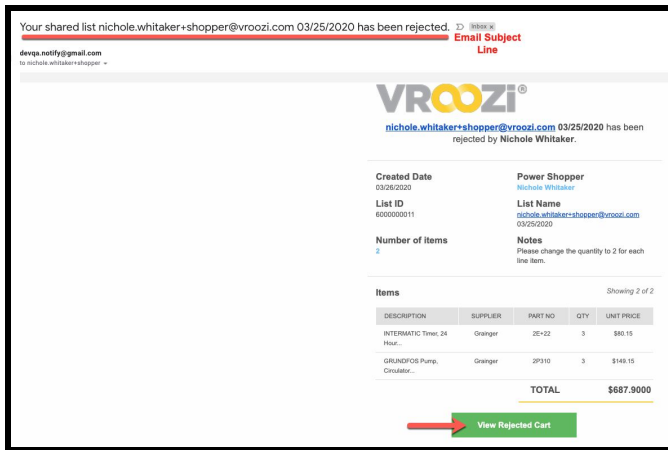 Your shared list nichole.whitaker+shopper@vroozi.com 03/25/2020 has been rejected. Inbox x
Email Subject
Line
devqa.notify@gmail.com
to nichole.whitaker+shopper
VROOZI®
nichole.whitaker+shopper@vroozi.com 03/25/2020 has been
rejected by Nichole Whitaker.
Created Date Power Shopper
03/26/2020 Nichole Whitaker
List ID List Name
6000000011 nichole.whitaker+shopper@vroozi.com
03/25/2020
Number of items Notes
2 Please change the quantity to 2 for each
line item.
Items Showing 2 of 2
DESCRIPTION SUPPLIER PART NO QTY UNIT PRICE
INTERMATIC Timer, 24 Grainger 2E+22 3 $80.15
Hour...
GRUNDFOS Pump, Grainger 2P310 3 $149.15
Circulator...
TOTAL $687.9000
View Rejected Cart